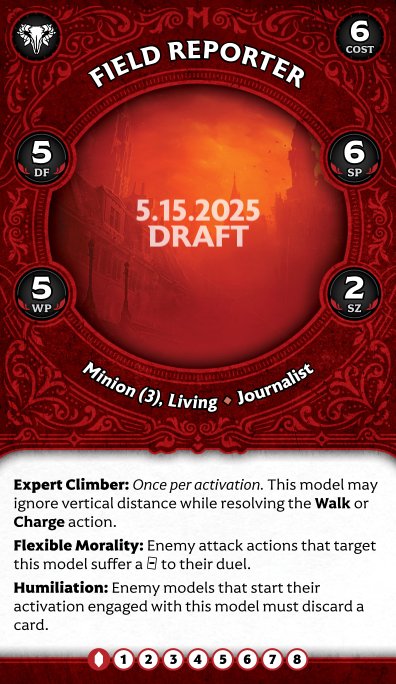 6
COST
FIELD REPORTER
5
DF
6
SP
5.15.2025
DRAFT
5
WP
2
SZ
Minion (3), Living • Journalist
Expert Climber: Once per activation. This model may
ignore vertical distance while resolving the Walk or
Charge action.
Flexible Morality: Enemy attack actions that target
this model suffer a to their duel.
Humiliation: Enemy models that start their
activation engaged with this model must discard a
card.
1 2 3 4 5 6 7 8